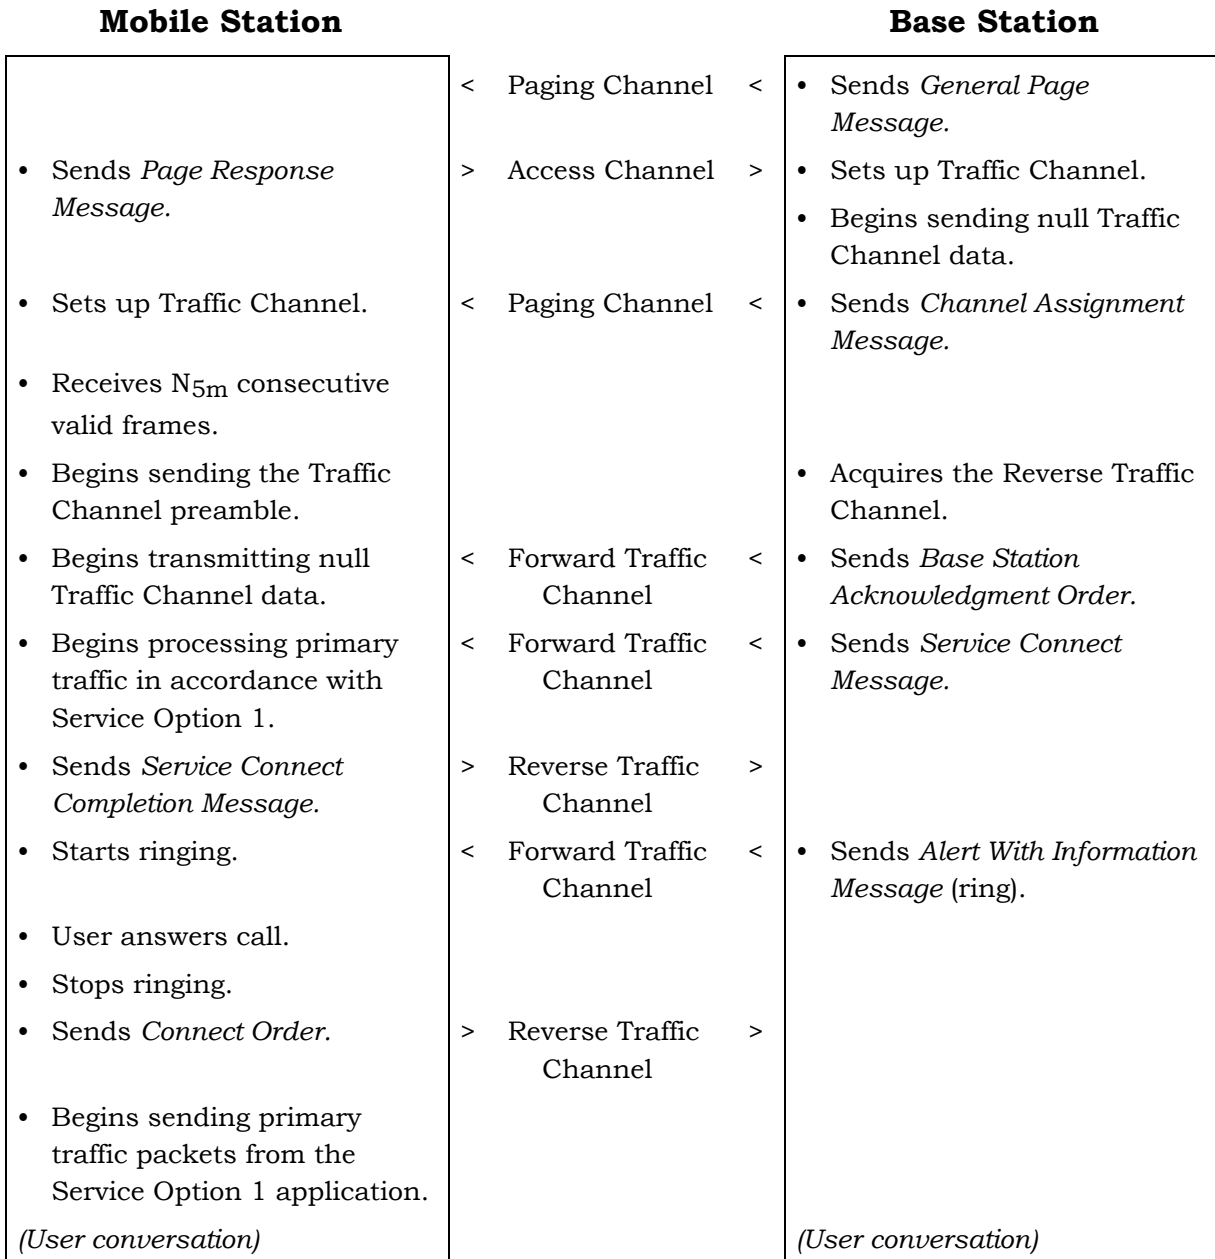 Mobile Station Base Station
< Paging Channel < • Sends General Page
Message.
• Sends Page Response > Access Channel > • Sets up Traffic Channel.
Message.
• Begins sending null Traffic
Channel data.
• Sets up Traffic Channel. < Paging Channel < • Sends Channel Assignment
Message.
• Receives N5m consecutive
valid frames.
• Begins sending the Traffic • Acquires the Reverse Traffic
Channel preamble. Channel.
• Begins transmitting null < Forward Traffic < • Sends Base Station
Traffic Channel data. Channel Acknowledgment Order.
• Begins processing primary < Forward Traffic < • Sends Service Connect
traffic in accordance with Channel Message.
Service Option 1.
• Sends Service Connect > Reverse Traffic >
Completion Message. Channel
• Starts ringing. < Forward Traffic < • Sends Alert With Information
Channel Message (ring).
• User answers call.
• Stops ringing.
• Sends Connect Order. > Reverse Traffic >
Channel
• Begins sending primary
traffic packets from the
Service Option 1 application.
(User conversation) (User conversation)